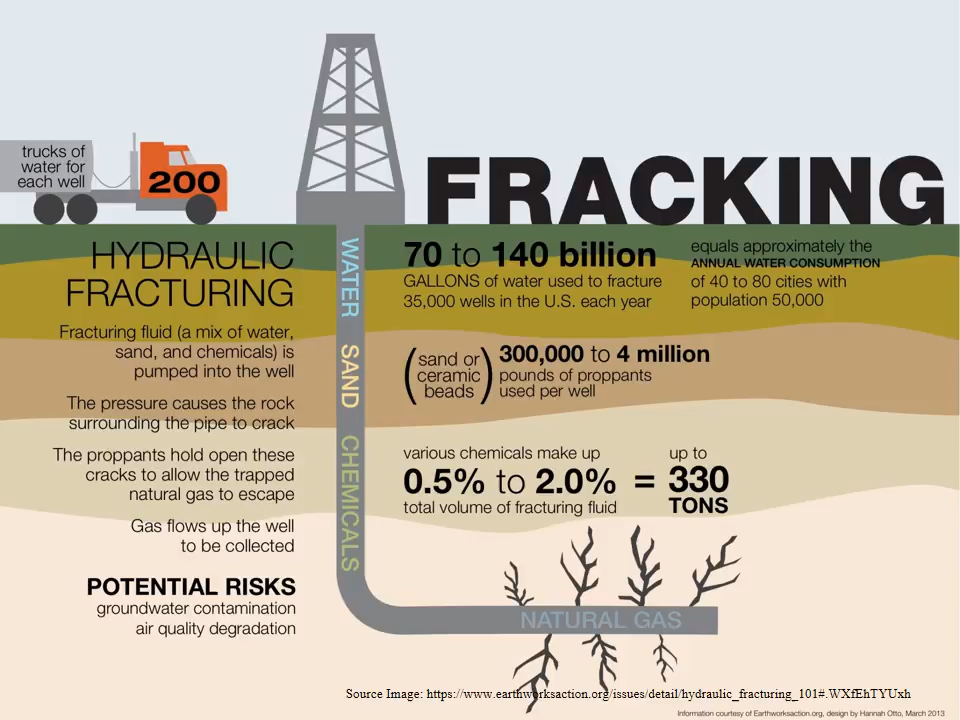 trucks of
water for
each well
200
FRACKING
HYDRAULIC
FRACTURING
Fracturing fluid (a mix of water,
sand, and chemicals) is
pumped into the well
The pressure causes the rock
surrounding the pipe to crack
The proppants hold open these
cracks to allow the trapped
natural gas to escape
Gas flows up the well
to be collected
POTENTIAL RISKS
groundwater contamination
air quality degradation
WATER
SAND
CHEMICALS
70 to 140 billion
GALLONS of water used to fracture
35,000 wells in the U.S. each year
equals approximately the
ANNUAL WATER CONSUMPTION
of 40 to 80 cities with
population 50,000
(sand or
ceramic
beads)
300,000 to 4 million
pounds of proppants
used per well
various chemicals make up
0.5% to 2.0%
total volume of fracturing fluid
=
up to
330
TONS
NATURAL GAS
Source Image: https://www.earthworksaction.org/issues/detail/hydraulic_fracturing_101#.WXfEhTYUxh
Information courtesy of Earthworksaction.org, design by Hannah Otto, March 2013